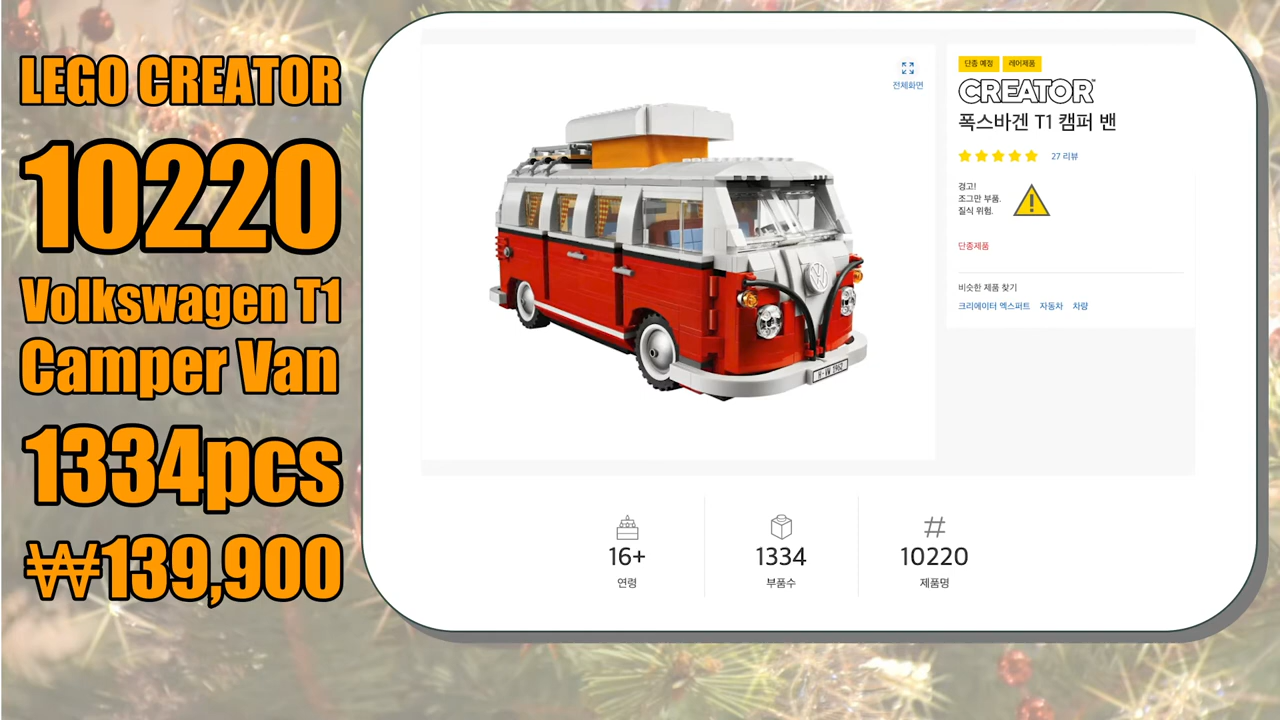 LEGO CREATOR
10220
Volkswagen T1
Camper Van
1334pcs
₩139,900
전체화면
단종 예정 레어제품
CREATOR™
폭스바겐 T1 캠퍼 밴
27 리뷰
경고!
조그만 부품.
질식 위험.
단종제품
비슷한 제품 찾기
크리에이터 엑스퍼트 자동차 차량
16+
연령
1334
부품수
#
10220
제품명